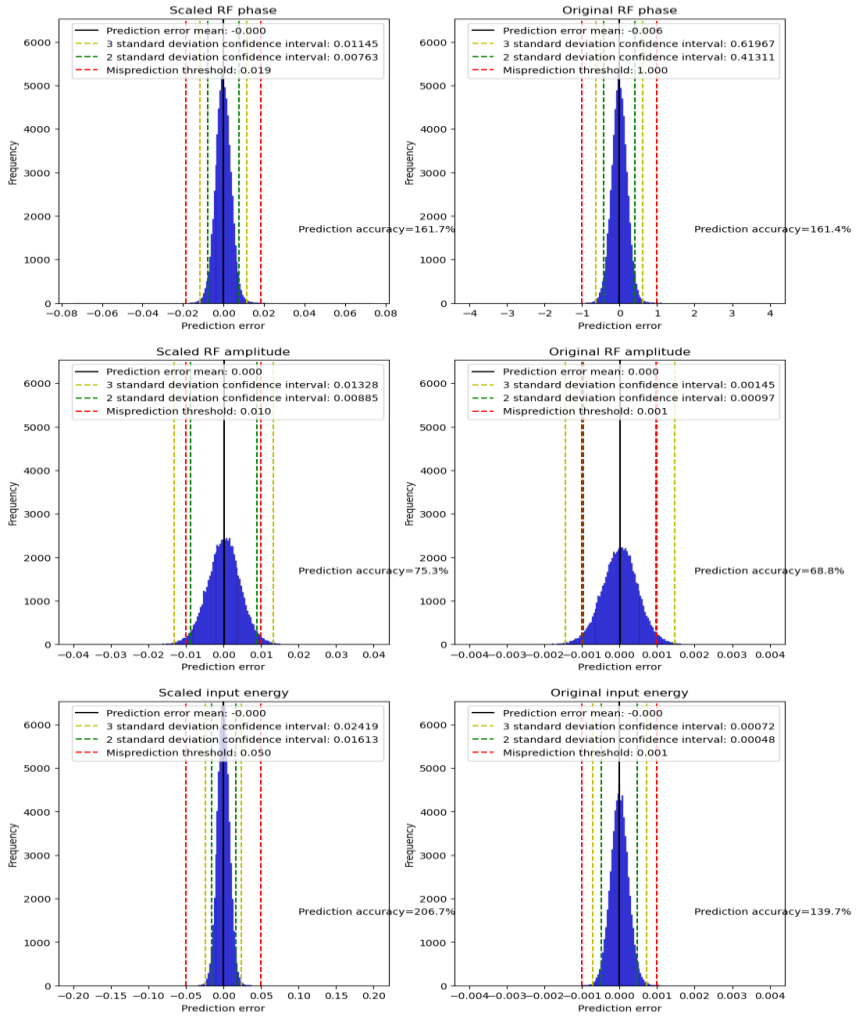 Scaled RF phase
Prediction error mean: -0.000
3 standard deviation confidence interval: 0.01145
2 standard deviation confidence interval: 0.00763
Misprediction threshold: 0.019
6000
5000
4000
3000
2000
1000
0
Frequency
Prediction accuracy=161.7%
-0.08 -0.06 -0.04 -0.02 0.00 0.02 0.04 0.06 0.08
Prediction error
Original RF phase
Prediction error mean: -0.006
3 standard deviation confidence interval: 0.61967
2 standard deviation confidence interval: 0.41311
Misprediction threshold: 1.000
6000
5000
4000
3000
2000
1000
0
Frequency
Prediction accuracy=161.4%
-4 -3 -2 -1 0 1 2 3 4
Prediction error
Scaled RF amplitude
Prediction error mean: 0.000
3 standard deviation confidence interval: 0.01328
2 standard deviation confidence interval: 0.00885
Misprediction threshold: 0.010
6000
5000
4000
3000
2000
1000
0
Frequency
Prediction accuracy=75.3%
-0.04 -0.03 -0.02 -0.01 0.00 0.01 0.02 0.03 0.04
Prediction error
Original RF amplitude
Prediction error mean: 0.000
3 standard deviation confidence interval: 0.00145
2 standard deviation confidence interval: 0.00097
Misprediction threshold: 0.001
6000
5000
4000
3000
2000
1000
0
Frequency
Prediction accuracy=68.8%
-0.004 -0.003 -0.002 -0.001 0.000 0.001 0.002 0.003 0.004
Prediction error
Scaled input energy
Prediction error mean: -0.000
3 standard deviation confidence interval: 0.02419
2 standard deviation confidence interval: 0.01613
Misprediction threshold: 0.050
6000
5000
4000
3000
2000
1000
0
Frequency
Prediction accuracy=206.7%
-0.20 -0.15 -0.10 -0.05 0.00 0.05 0.10 0.15 0.20
Prediction error
Original input energy
Prediction error mean: -0.000
3 standard deviation confidence interval: 0.00072
2 standard deviation confidence interval: 0.00048
Misprediction threshold: 0.001
6000
5000
4000
3000
2000
1000
0
Frequency
Prediction accuracy=139.7%
-0.004 -0.003 -0.002 -0.001 0.000 0.001 0.002 0.003 0.004
Prediction error